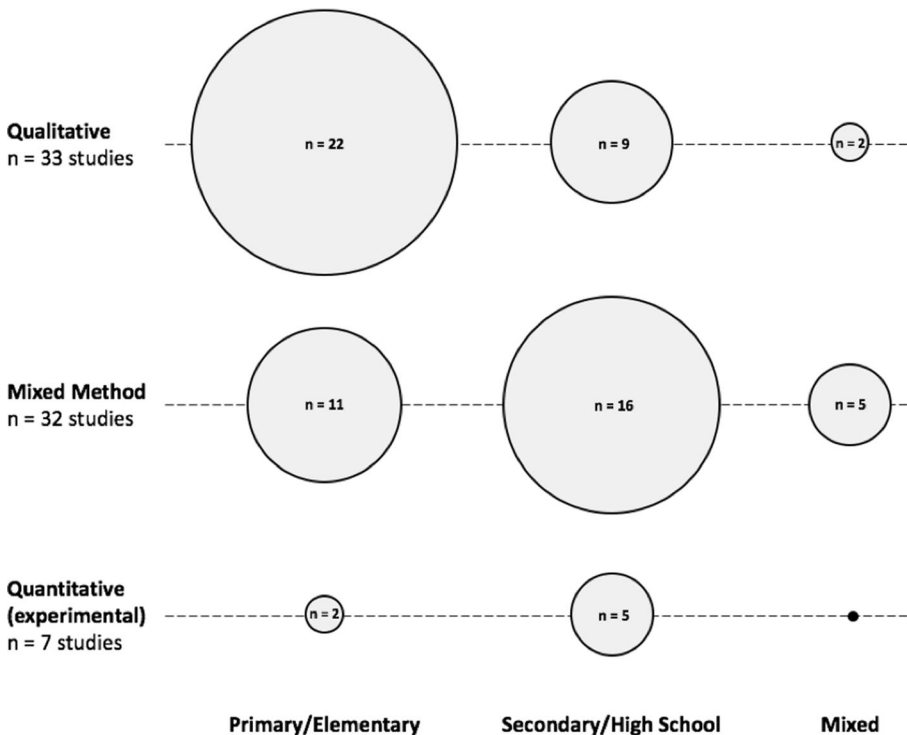 Qualitative
n = 33 studies
n = 22
n = 9
n = 2
Mixed Method
n = 32 studies
n = 11
n = 16
n = 5
Quantitative
(experimental)
n = 7 studies
n = 2
n = 5
Primary/Elementary
Secondary/High School
Mixed